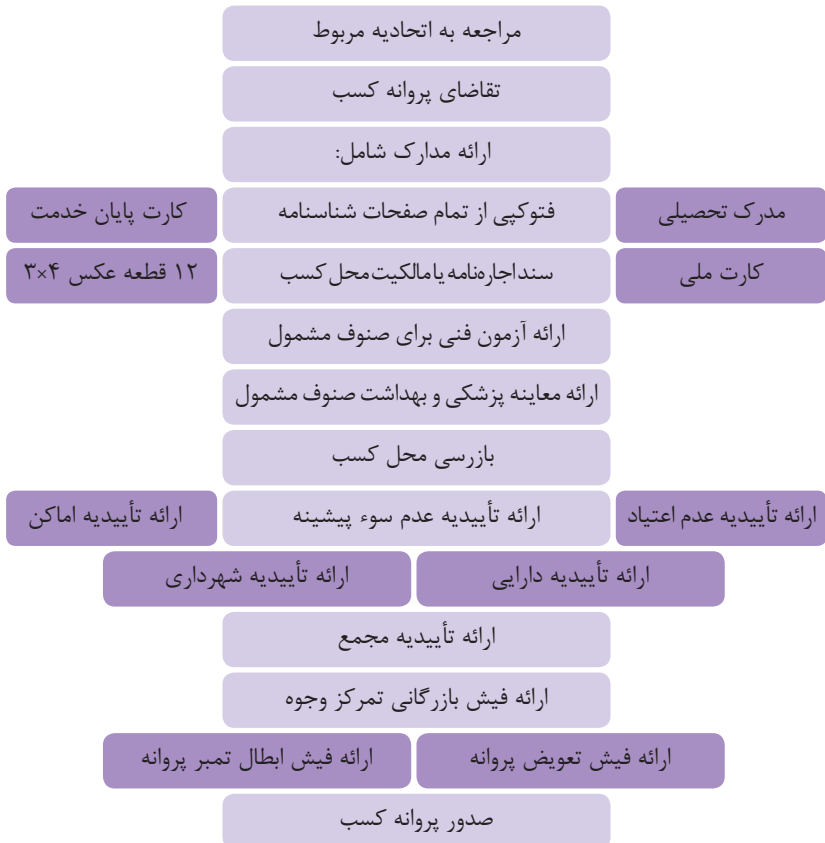 مراجعه به اتحادیه مربوط
تقاضای پروانه کسب
ارائه مدارک شامل:
مدرک تحصیلی
فتوکپی از تمام صفحات شناسنامه
کارت پایان خدمت
کارت ملی
سند اجاره‌نامه یا مالکیت محل کسب
۱۲ قطعه عکس ۴×۳
ارائه آزمون فنی برای صنوف مشمول
ارائه معاینه پزشکی و بهداشت صنوف مشمول
بازرسی محل کسب
ارائه تأییدیه عدم اعتیاد
ارائه تأییدیه عدم سوء پیشینه
ارائه تأییدیه اماکن
ارائه تأییدیه دارایی
ارائه تأییدیه شهرداری
ارائه تأییدیه مجمع
ارائه فیش بازرگانی تمرکز وجوه
ارائه فیش تعویض پروانه
ارائه فیش ابطال تمبر پروانه
صدور پروانه کسب